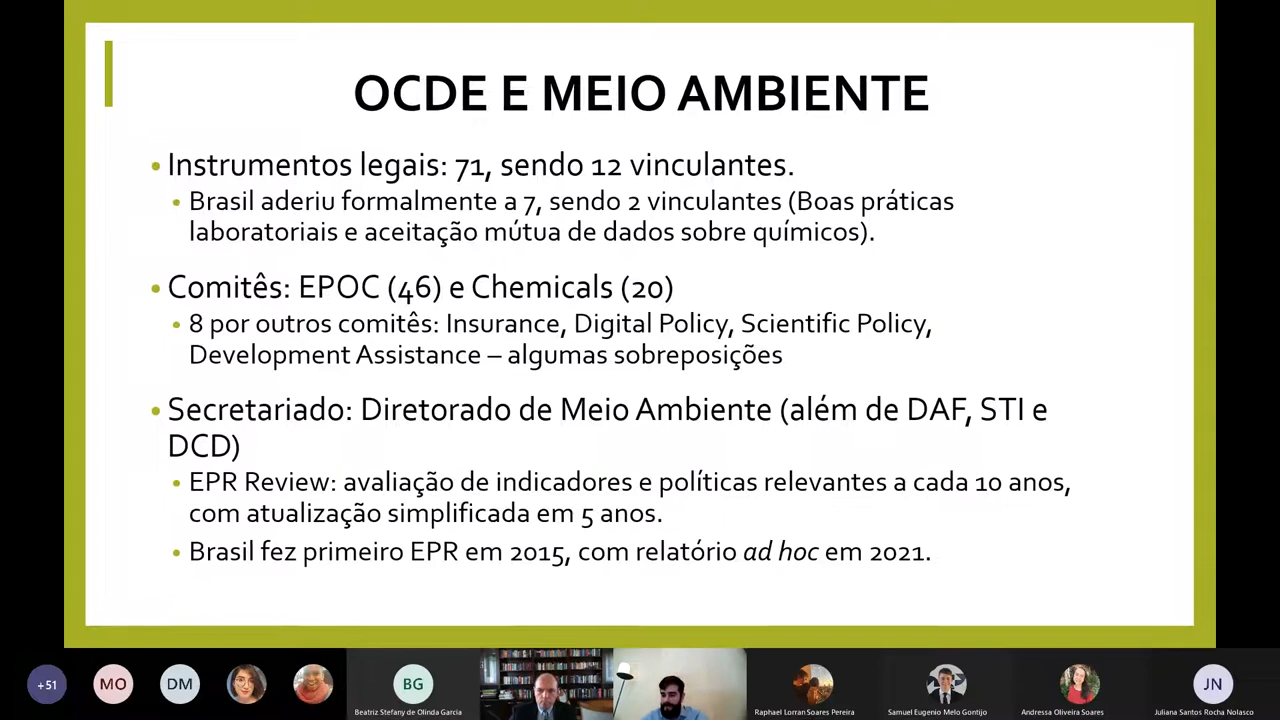 OCDE E MEIO AMBIENTE
• Instrumentos legais: 71, sendo 12 vinculantes.
• Brasil aderiu formalmente a 7, sendo 2 vinculantes (Boas práticas
laboratoriais e aceitação mútua de dados sobre químicos).
• Comitês: EPOC (46) e Chemicals (20)
• 8 por outros comitês: Insurance, Digital Policy, Scientific Policy,
Development Assistance – algumas sobreposições
• Secretariado: Diretorado de Meio Ambiente (além de DAF, STI e
DCD)
• EPR Review: avaliação de indicadores e políticas relevantes a cada 10 anos,
com atualização simplificada em 5 anos.
• Brasil fez primeiro EPR em 2015, com relatório ad hoc em 2021.
+51 MO DM BG JN
Beatriz Stefany de Olinda Garcia Raphael Lorran Soares Pereira Samuel Eugenio Melo Gontijo Andressa Oliveira Soares Juliana Santos Rocha Nolasco